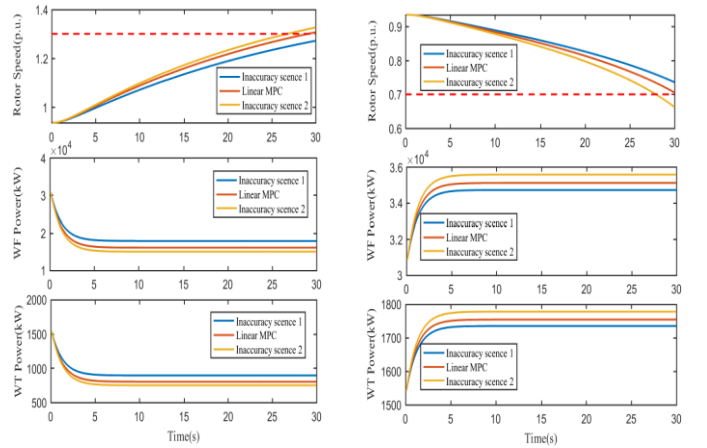 Rotor Speed(p.u.)
1.4
1.2
1
0 5 10 15 20 25 30
Inaccuracy scence 1
Linear MPC
Inaccuracy scence 2
WF Power(kW)
×10⁴
4
3
2
1
0 5 10 15 20 25 30
Inaccuracy scence 1
Linear MPC
Inaccuracy scence 2
WT Power(kW)
2000
1500
1000
500
0 5 10 15 20 25 30
Inaccuracy scence 1
Linear MPC
Inaccuracy scence 2
Time(s)
Rotor Speed(p.u.)
0.9
0.8
0.7
0.6
0 5 10 15 20 25 30
Inaccuracy scence 1
Linear MPC
Inaccuracy scence 2
WF Power(kW)
×10⁴
3.6
3.4
3.2
3
0 5 10 15 20 25 30
Inaccuracy scence 1
Linear MPC
Inaccuracy scence 2
WT Power(kW)
1800
1700
1600
1500
0 5 10 15 20 25 30
Inaccuracy scence 1
Linear MPC
Inaccuracy scence 2
Time(s)